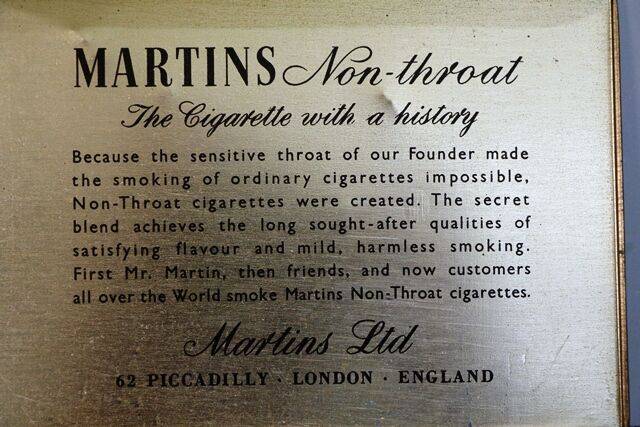 MARTINS Non-throat
The Cigarette with a history
Because the sensitive throat of our Founder made
the smoking of ordinary cigarettes impossible,
Non-Throat cigarettes were created. The secret
blend achieves the long sought-after qualities of
satisfying flavour and mild, harmless smoking.
First Mr. Martin, then friends, and now customers
all over the World smoke Martins Non-Throat cigarettes.
Martins Ltd
62 PICCADILLY · LONDON · ENGLAND